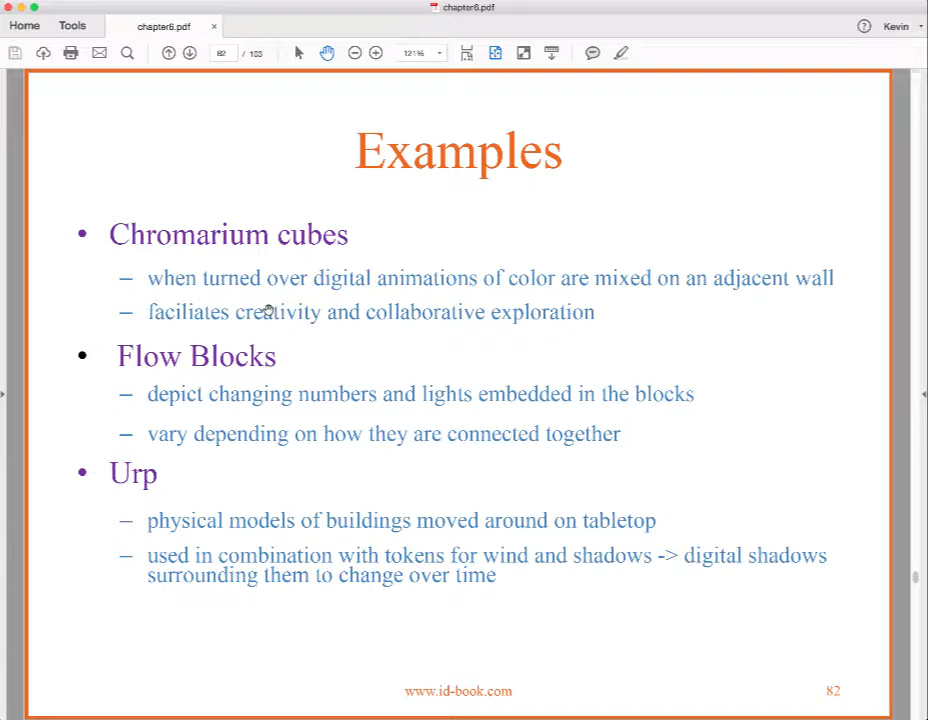 chapter6.pdf
Home Tools chapter6.pdf × ? Kevin
82 / 103 121%
Examples
• Chromarium cubes
– when turned over digital animations of color are mixed on an adjacent wall
– faciliates creativity and collaborative exploration
• Flow Blocks
– depict changing numbers and lights embedded in the blocks
– vary depending on how they are connected together
• Urp
– physical models of buildings moved around on tabletop
– used in combination with tokens for wind and shadows -> digital shadows
surrounding them to change over time
www.id-book.com 82